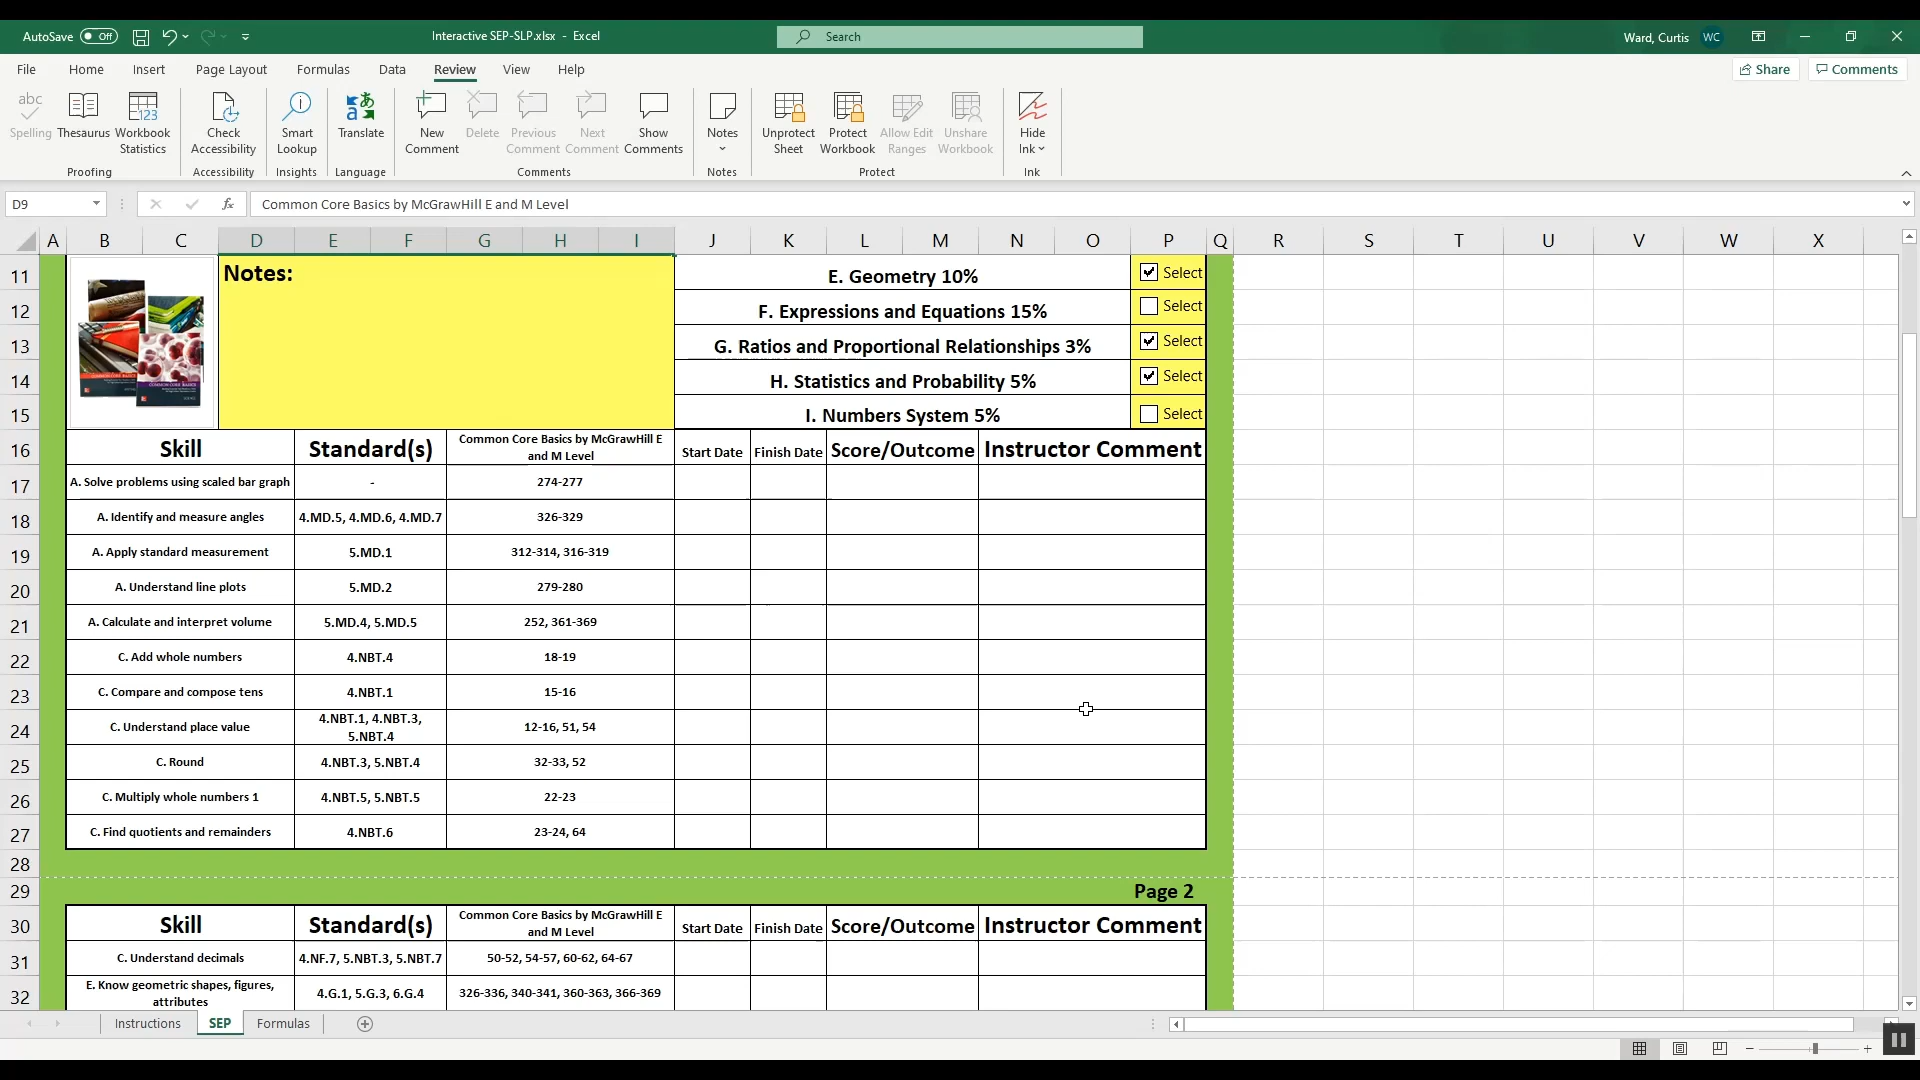 AutoSave Off
Interactive SEP-SLP.xlsx - Excel
Search
Ward, Curtis WC
File Home Insert Page Layout Formulas Data Review View Help
Share Comments
abc
Spelling
Thesaurus
123
Workbook
Statistics
Check
Accessibility
Smart
Lookup
Translate
New
Comment
Delete
Previous
Comment
Next
Comment
Show
Comments
Notes
Unprotect
Sheet
Protect
Workbook
Allow Edit
Ranges
Unshare
Workbook
Hide
Ink
Proofing Accessibility Insights Language Comments Notes Protect Ink
D9 fx Common Core Basics by McGrawHill E and M Level
A B C D E F G H I J K L M N O P Q R S T U V W X
11 Notes: E. Geometry 10% Select
12 F. Expressions and Equations 15% Select
13 G. Ratios and Proportional Relationships 3% Select
14 H. Statistics and Probability 5% Select
15 I. Numbers System 5% Select
COMMON CORE BASICS
16 Skill Standard(s) Common Core Basics by McGrawHill E
and M Level Start Date Finish Date Score/Outcome Instructor Comment
17 A. Solve problems using scaled bar graph - 274-277
18 A. Identify and measure angles 4.MD.5, 4.MD.6, 4.MD.7 326-329
19 A. Apply standard measurement 5.MD.1 312-314, 316-319
20 A. Understand line plots 5.MD.2 279-280
21 A. Calculate and interpret volume 5.MD.4, 5.MD.5 252, 361-369
22 C. Add whole numbers 4.NBT.4 18-19
23 C. Compare and compose tens 4.NBT.1 15-16
24 C. Understand place value 4.NBT.1, 4.NBT.3,
5.NBT.4 12-16, 51, 54
25 C. Round 4.NBT.3, 5.NBT.4 32-33, 52
26 C. Multiply whole numbers 1 4.NBT.5, 5.NBT.5 22-23
27 C. Find quotients and remainders 4.NBT.6 23-24, 64
28
29 Page 2
30 Skill Standard(s) Common Core Basics by McGrawHill E
and M Level Start Date Finish Date Score/Outcome Instructor Comment
31 C. Understand decimals 4.NF.7, 5.NBT.3, 5.NBT.7 50-52, 54-57, 60-62, 64-67
32 E. Know geometric shapes, figures,
attributes 4.G.1, 5.G.3, 6.G.4 326-336, 340-341, 360-363, 366-369
Instructions SEP Formulas